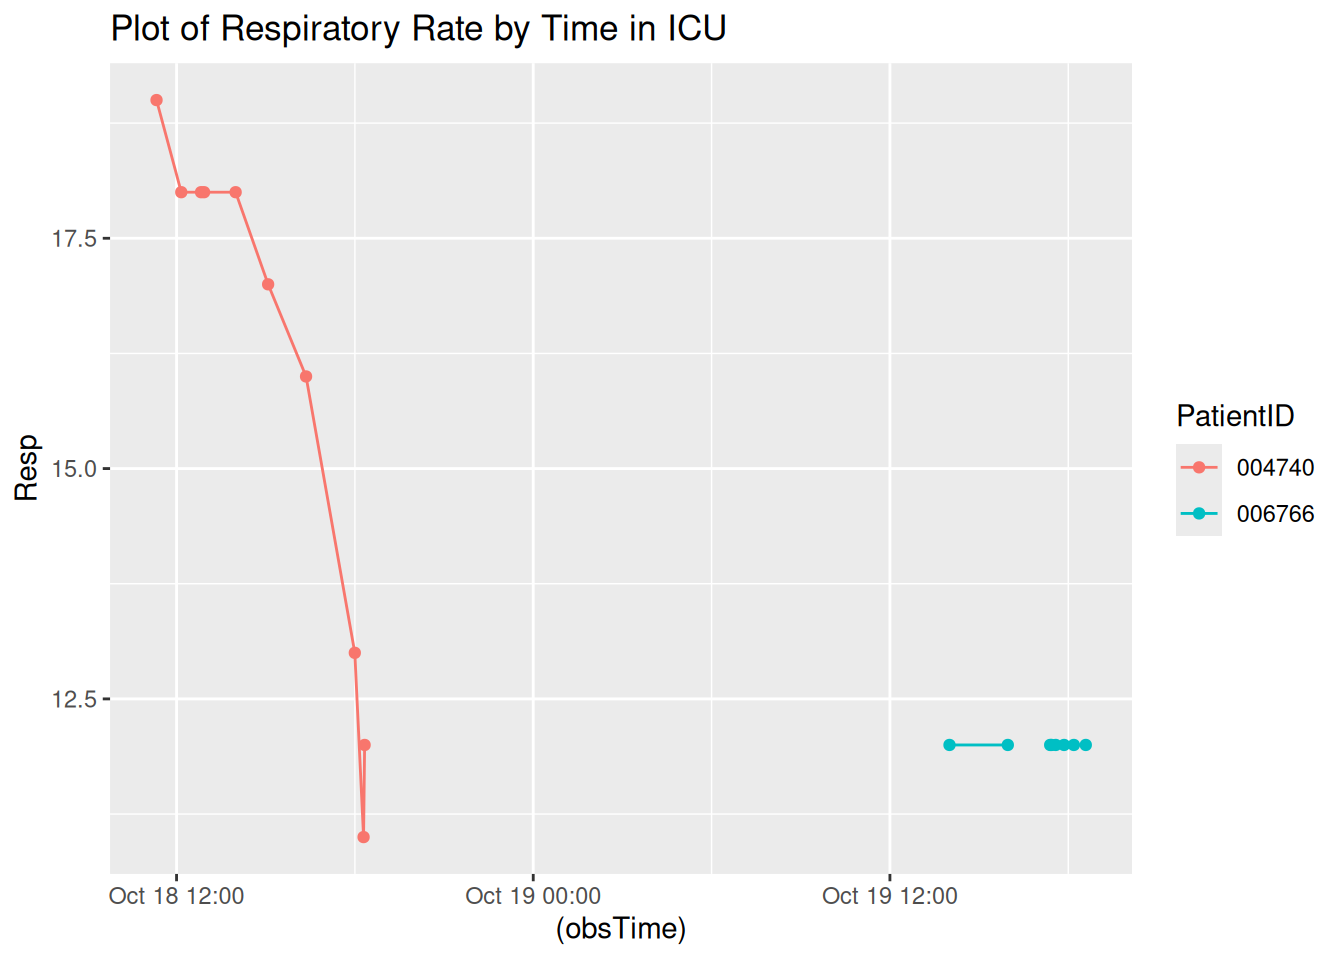 Plot of Respiratory Rate by Time in ICU
Resp
17.5
15.0
12.5
Oct 18 12:00
Oct 19 00:00
Oct 19 12:00
(obsTime)
PatientID
004740
006766